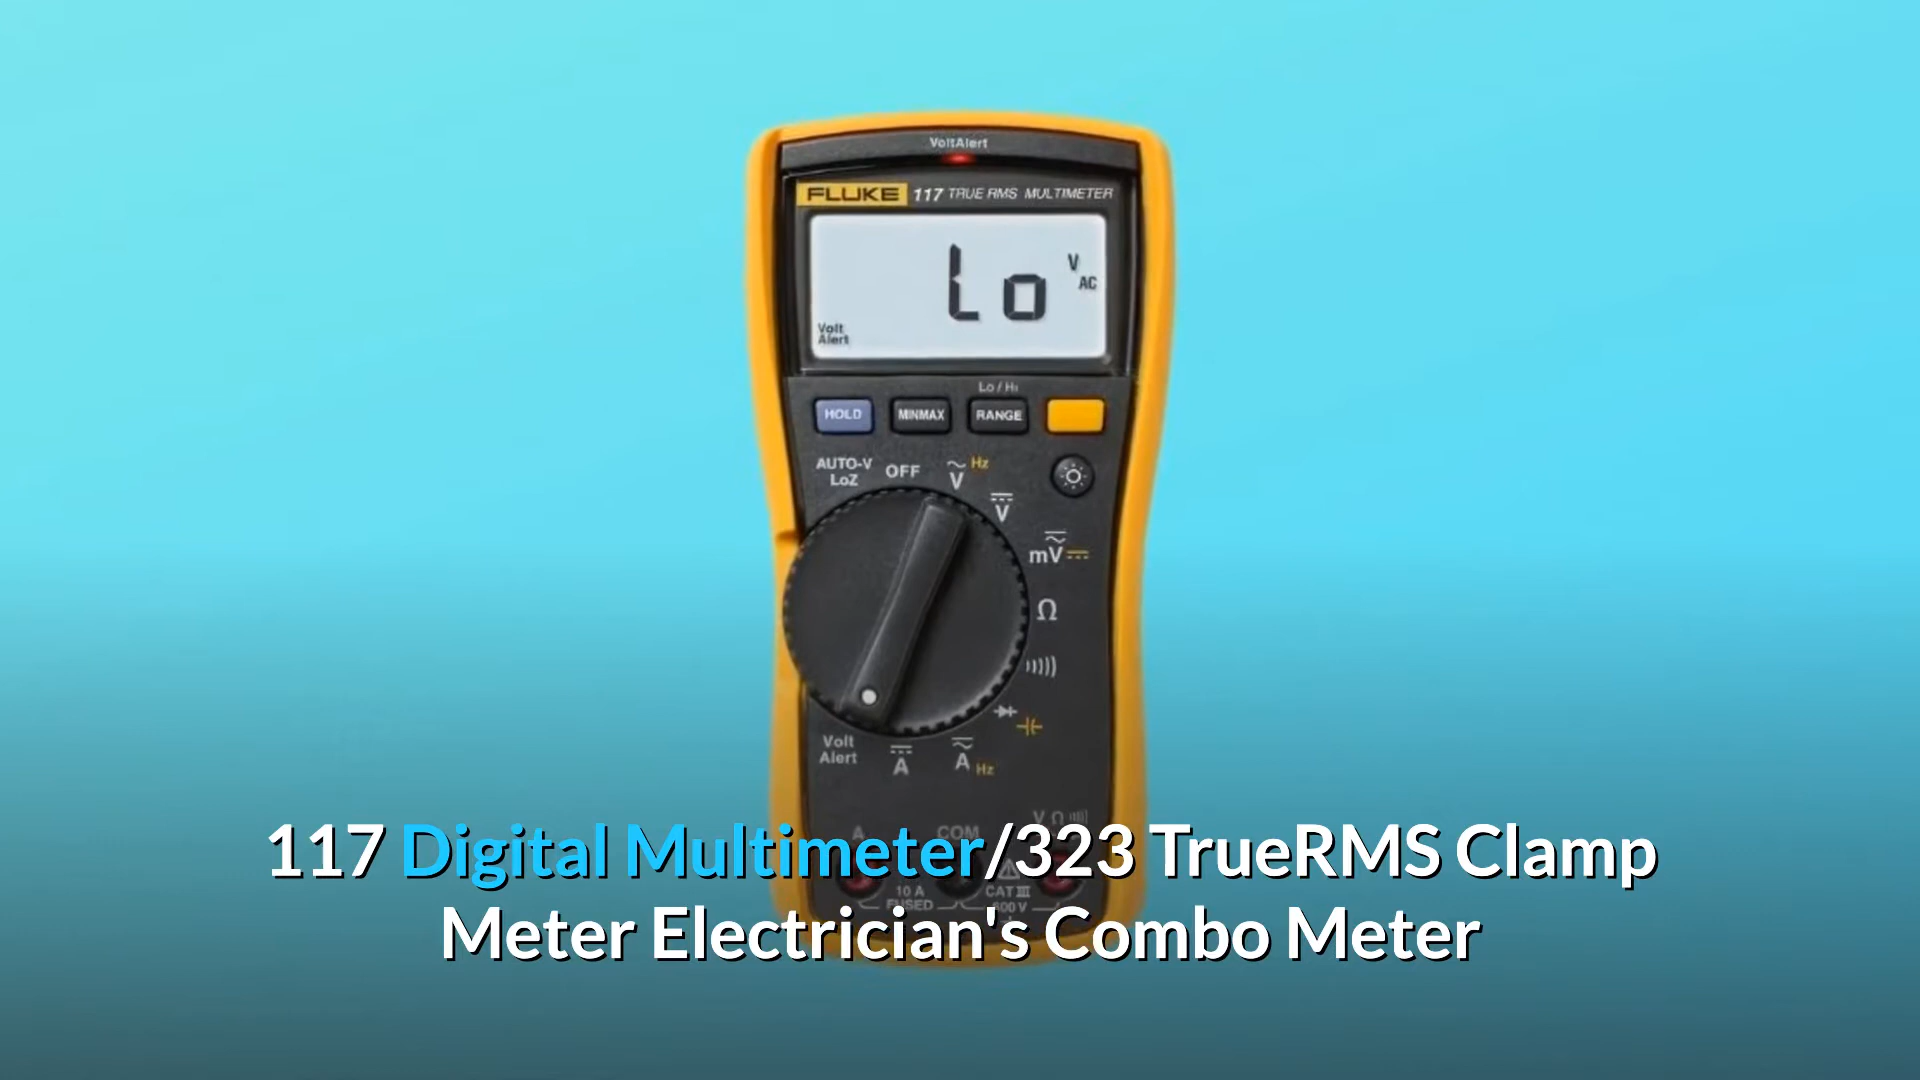 VoltAlert
FLUKE 117 TRUE RMS MULTIMETER
Lo V AC
Volt
Alert
Lo / Hi
HOLD MINMAX RANGE
AUTO-V
LoZ
OFF
V Hz
V
mV
Ω
Volt
Alert
A
A Hz
A COM V Ω
117 Digital Multimeter/323 TrueRMS Clamp
10 A
FUSED
CAT III
600 V
Meter Electrician's Combo Meter